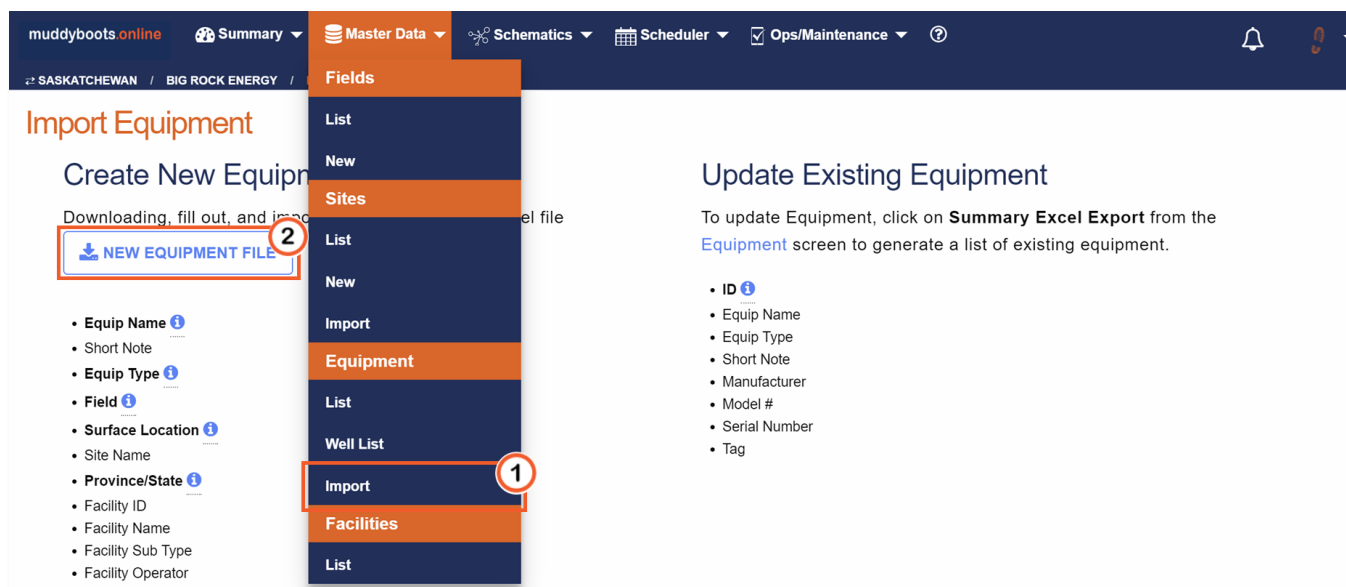 muddyboots.online Summary Master Data Schematics Scheduler Ops/Maintenance ?
SASKATCHEWAN / BIG ROCK ENERGY /
Fields
List
New
Sites
List
New
Import
Equipment
List
Well List
Import
1
Facilities
List
Import Equipment
Create New Equipm
Downloading, fill out, and impo
el file
2
NEW EQUIPMENT FILE
• Equip Name i
• Short Note
• Equip Type i
• Field i
• Surface Location i
• Site Name
• Province/State i
• Facility ID
• Facility Name
• Facility Sub Type
• Facility Operator
Update Existing Equipment
To update Equipment, click on Summary Excel Export from the
Equipment screen to generate a list of existing equipment.
• ID i
• Equip Name
• Equip Type
• Short Note
• Manufacturer
• Model #
• Serial Number
• Tag